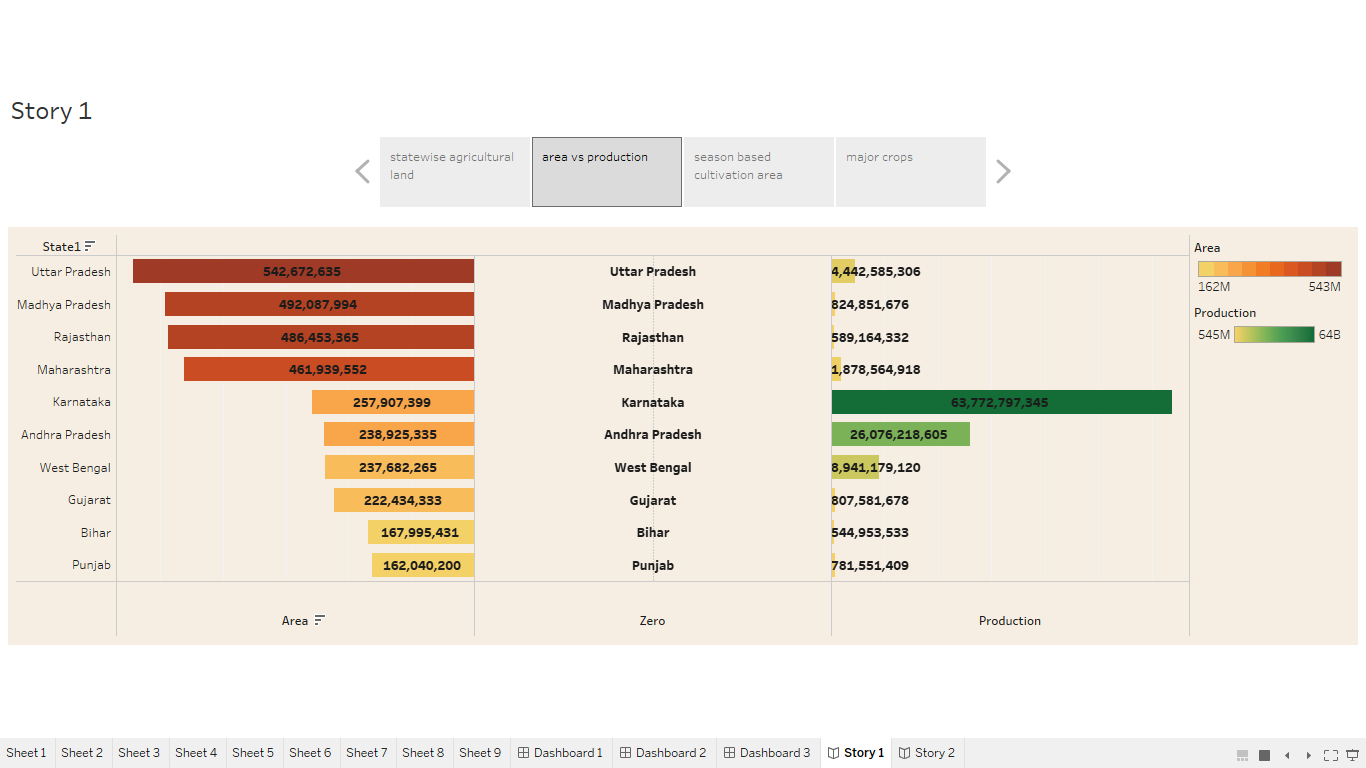 Story 1
statewise agricultural
land
area vs production
season based
cultivation area
major crops
State1
Uttar Pradesh 542,672,635 Uttar Pradesh 4,442,585,306
Madhya Pradesh 492,087,994 Madhya Pradesh 824,851,676
Rajasthan 486,453,365 Rajasthan 589,164,332
Maharashtra 461,939,552 Maharashtra 1,878,564,918
Karnataka 257,907,399 Karnataka 63,772,797,345
Andhra Pradesh 238,925,335 Andhra Pradesh 26,076,218,605
West Bengal 237,682,265 West Bengal 8,941,179,120
Gujarat 222,434,333 Gujarat 807,581,678
Bihar 167,995,431 Bihar 544,953,533
Punjab 162,040,200 Punjab 781,551,409
Area Zero Production
Area
162M 543M
Production
545M 64B
Sheet 1 Sheet 2 Sheet 3 Sheet 4 Sheet 5 Sheet 6 Sheet 7 Sheet 8 Sheet 9 Dashboard 1 Dashboard 2 Dashboard 3 Story 1 Story 2